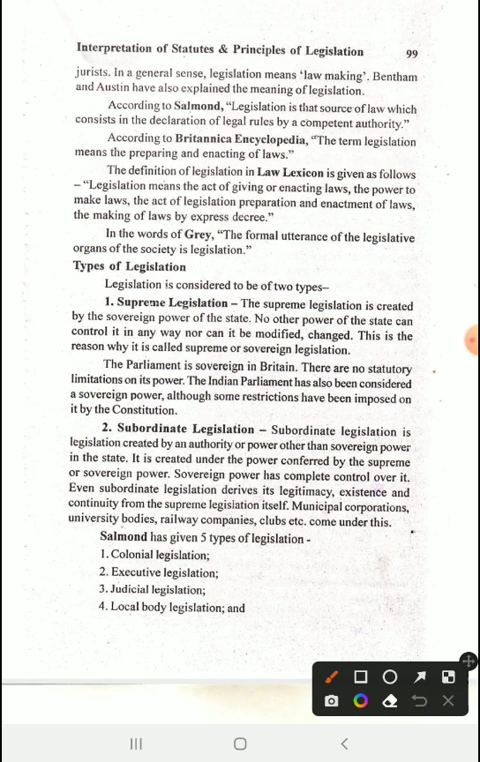 Interpretation of Statutes & Principles of Legislation 99
jurists. In a general sense, legislation means ‘law making’. Bentham
and Austin have also explained the meaning of legislation.
According to Salmond, “Legislation is that source of law which
consists in the declaration of legal rules by a competent authority.”
According to Britannica Encyclopedia, “The term legislation
means the preparing and enacting of laws.”
The definition of legislation in Law Lexicon is given as follows
– “Legislation means the act of giving or enacting laws, the power to
make laws, the act of legislation preparation and enactment of laws,
the making of laws by express decree.”
In the words of Grey, “The formal utterance of the legislative
organs of the society is legislation.”
Types of Legislation
Legislation is considered to be of two types–
1. Supreme Legislation – The supreme legislation is created
by the sovereign power of the state. No other power of the state can
control it in any way nor can it be modified, changed. This is the
reason why it is called supreme or sovereign legislation.
The Parliament is sovereign in Britain. There are no statutory
limitations on its power. The Indian Parliament has also been considered
a sovereign power, although some restrictions have been imposed on
it by the Constitution.
2. Subordinate Legislation – Subordinate legislation is
legislation created by an authority or power other than sovereign power
in the state. It is created under the power conferred by the supreme
or sovereign power. Sovereign power has complete control over it.
Even subordinate legislation derives its legitimacy, existence and
continuity from the supreme legislation itself. Municipal corporations,
university bodies, railway companies, clubs etc. come under this.
Salmond has given 5 types of legislation -
1. Colonial legislation;
2. Executive legislation;
3. Judicial legislation;
4. Local body legislation; and